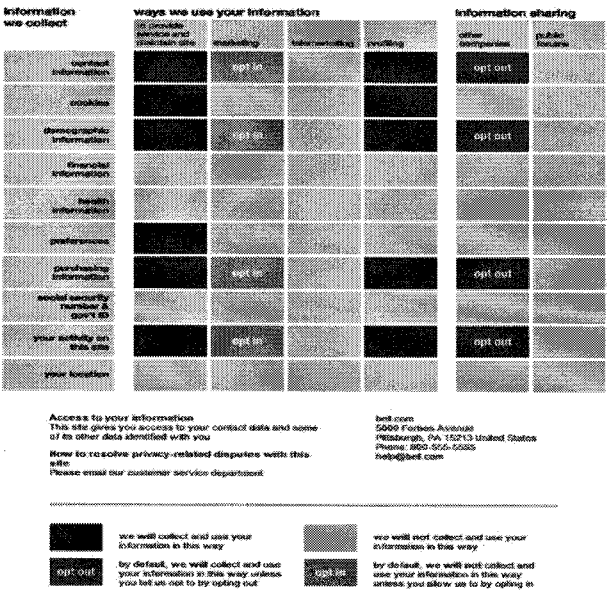 information
we collect
ways we use your information
information sharing
to provide
service and
maintain site
marketing
telemarketing
profiling
other
companies
public
forums
contact
information
opt in
opt out
cookies
demographic
information
opt in
opt out
financial
information
health
information
preferences
purchasing
information
opt in
opt out
social security
number &
gov't ID
your activity on
this site
opt in
opt out
your location
Access to your information
This site gives you access to your contact data and some
of its other data identified with you
How to resolve privacy-related disputes with this
site
Please email our customer service department
bell.com
5000 Forbes Avenue
Pittsburgh, PA 15213 United States
Phone: 800-555-5555
help@bell.com
we will collect and use your
information in this way
we will not collect and use your
information in this way
opt out
by default, we will collect and use
your information in this way unless
you tell us not to by opting out
opt in
by default, we will not collect and
use your information in this way
unless you allow us to by opting in